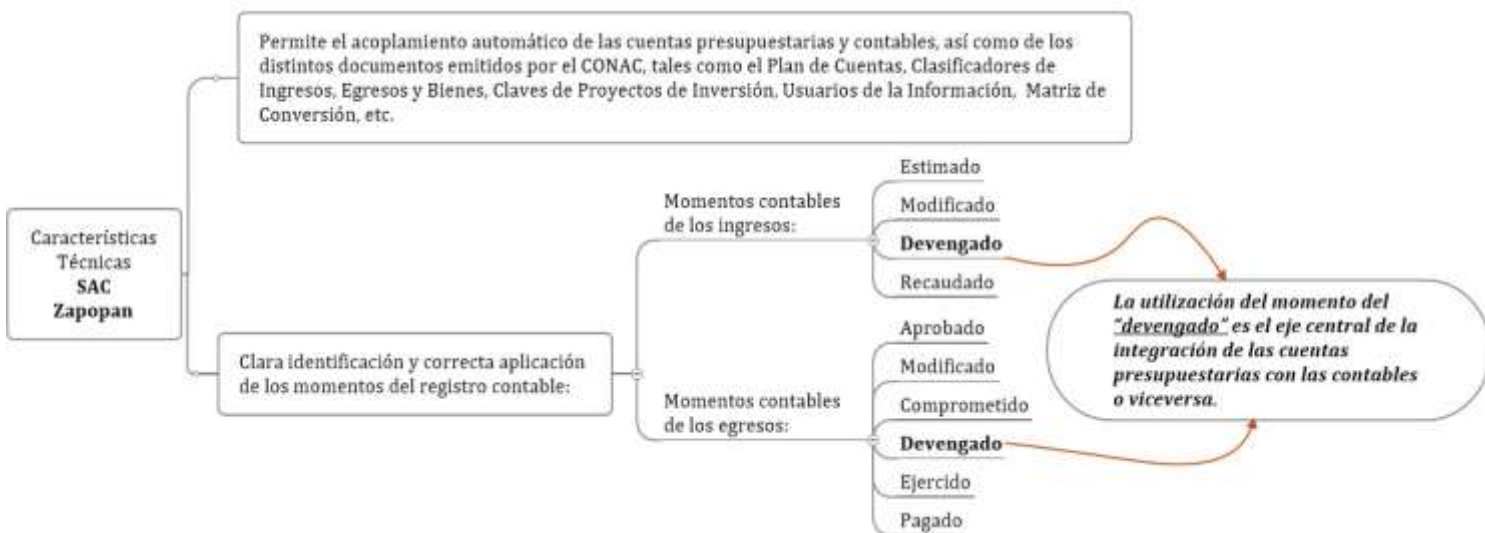 Permite el acoplamiento automático de las cuentas presupuestarias y contables, así como de los
distintos documentos emitidos por el CONAC, tales como el Plan de Cuentas, Clasificadores de
Ingresos, Egresos y Bienes, Claves de Proyectos de Inversión, Usuarios de la Información, Matriz de
Conversión, etc.
Características
Técnicas
SAC
Zapopan
Clara identificación y correcta aplicación
de los momentos del registro contable:
Momentos contables
de los ingresos:
Estimado
Modificado
Devengado
Recaudado
Momentos contables
de los egresos:
Aprobado
Modificado
Comprometido
Devengado
Ejercido
Pagado
La utilización del momento del
"devengado" es el eje central de la
integración de las cuentas
presupuestarias con las contables
o viceversa.